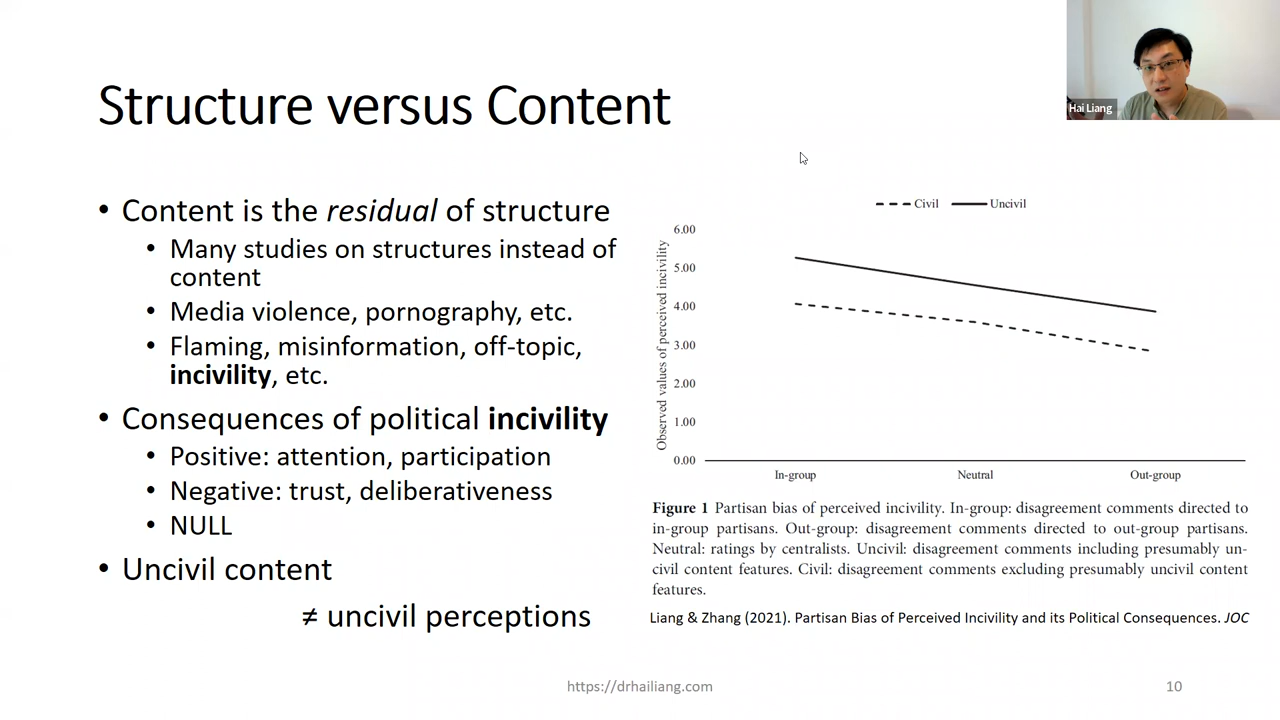 Structure versus Content
Hai Liang
• Content is the residual of structure
• Many studies on structures instead of
content
• Media violence, pornography, etc.
• Flaming, misinformation, off-topic,
incivility, etc.
• Consequences of political incivility
• Positive: attention, participation
• Negative: trust, deliberativeness
• NULL
• Uncivil content
≠ uncivil perceptions
Civil
Uncivil
Observed values of perceived incivility
6.00
5.00
4.00
3.00
2.00
1.00
0.00
In-group
Neutral
Out-group
Figure 1 Partisan bias of perceived incivility. In-group: disagreement comments directed to
in-group partisans. Out-group: disagreement comments directed to out-group partisans.
Neutral: ratings by centralists. Uncivil: disagreement comments including presumably un-
civil content features. Civil: disagreement comments excluding presumably uncivil content
features.
Liang & Zhang (2021). Partisan Bias of Perceived Incivility and its Political Consequences. JOC
https://drhailiang.com
10